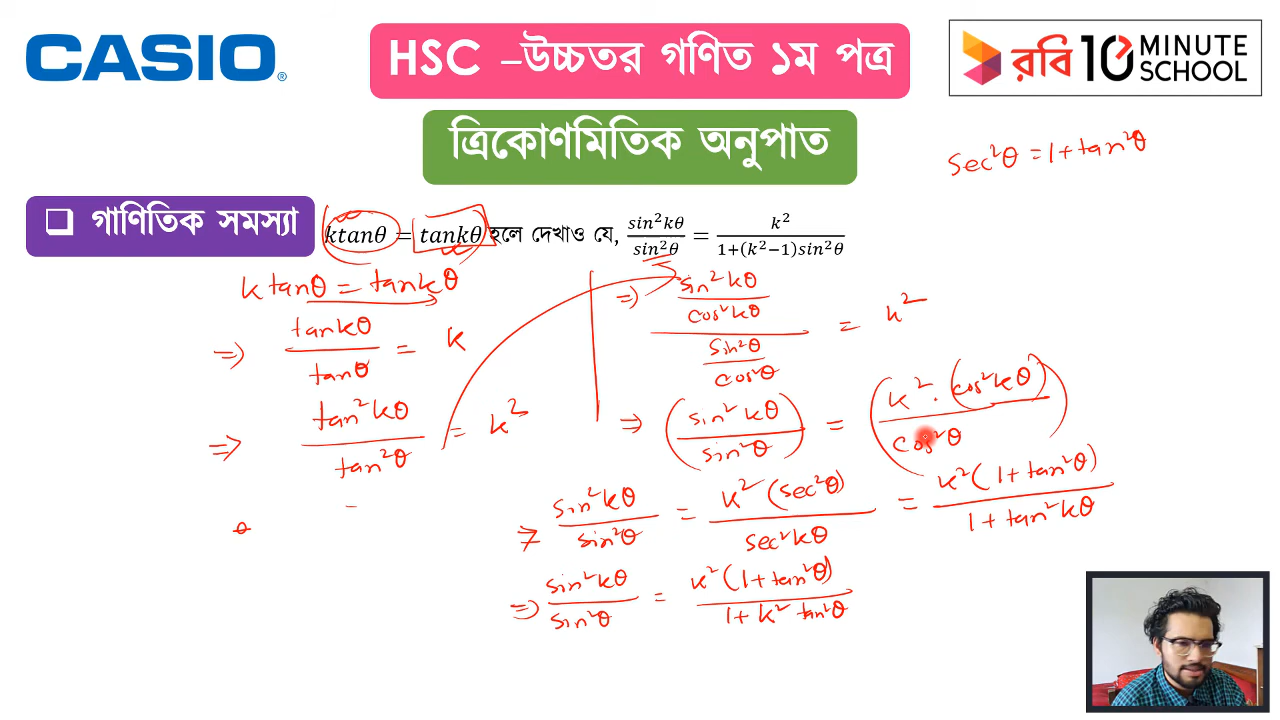 CASIO®
HSC –উচ্চতর গণিত ১ম পত্র
রবি 10 MINUTE SCHOOL
ত্রিকোণমিতিক অনুপাত
sec²θ = 1 + tan²θ
❑ গাণিতিক সমস্যা
ktanθ = tankθ হলে দেখাও যে, sin²kθ/sin²θ = k²/1+(k²−1)sin²θ
k tanθ = tankθ
⇒ tankθ/tanθ = k
⇒ tan²kθ/tan²θ = k²
⇒ (sin²kθ/cos²kθ)/(sin²θ/cos²θ) = k²
⇒ (sin²kθ/sin²θ) = (k² · (cos²kθ)/cos²θ)
⇒ sin²kθ/sin²θ = k²(sec²θ)/sec²kθ = k²(1+tan²θ)/1+tan²kθ
⇒ sin²kθ/sin²θ = k²(1+tan²θ)/1+k² tan²θ